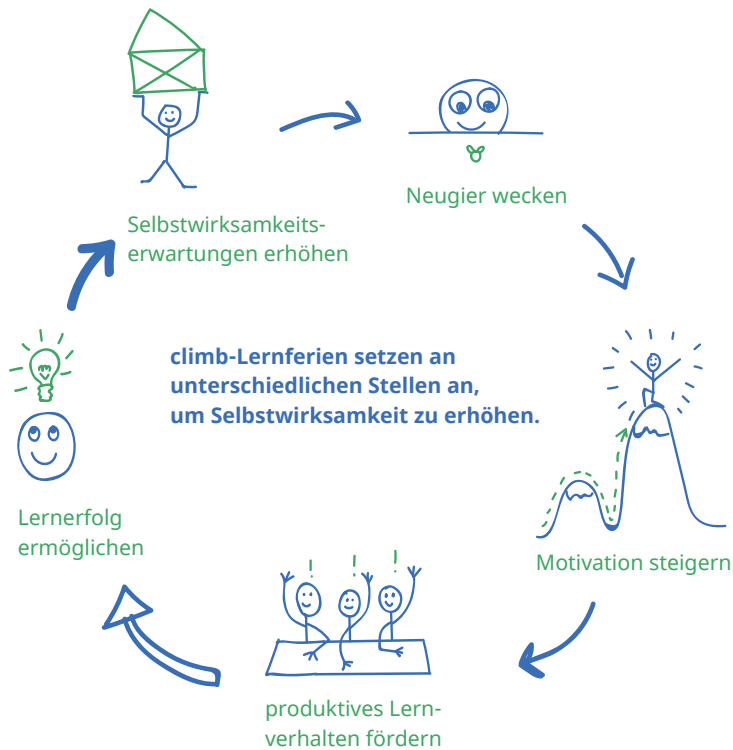 Selbstwirksamkeits-
erwartungen erhöhen
Neugier wecken
climb-Lernferien setzen an
unterschiedlichen Stellen an,
um Selbstwirksamkeit zu erhöhen.
Lernerfolg
ermöglichen
Motivation steigern
produktives Lern-
verhalten fördern